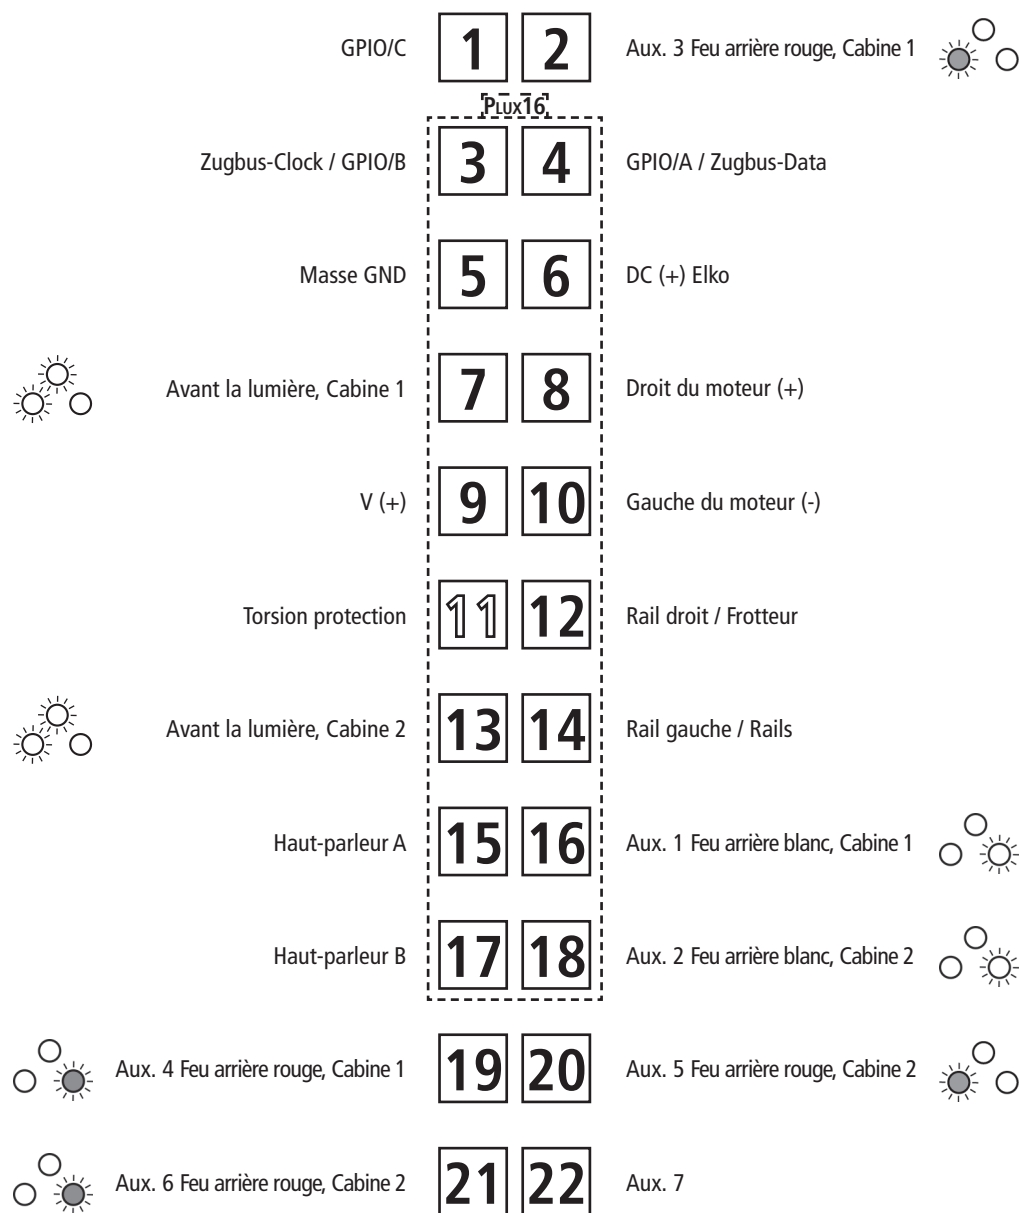 GPIO/C 1 2 Aux. 3 Feu arrière rouge, Cabine 1
PLUX16
Zugbus-Clock / GPIO/B 3 4 GPIO/A / Zugbus-Data
Masse GND 5 6 DC (+) Elko
Avant la lumière, Cabine 1 7 8 Droit du moteur (+)
V (+) 9 10 Gauche du moteur (-)
Torsion protection 11 12 Rail droit / Frotteur
Avant la lumière, Cabine 2 13 14 Rail gauche / Rails
Haut-parleur A 15 16 Aux. 1 Feu arrière blanc, Cabine 1
Haut-parleur B 17 18 Aux. 2 Feu arrière blanc, Cabine 2
Aux. 4 Feu arrière rouge, Cabine 1 19 20 Aux. 5 Feu arrière rouge, Cabine 2
Aux. 6 Feu arrière rouge, Cabine 2 21 22 Aux. 7